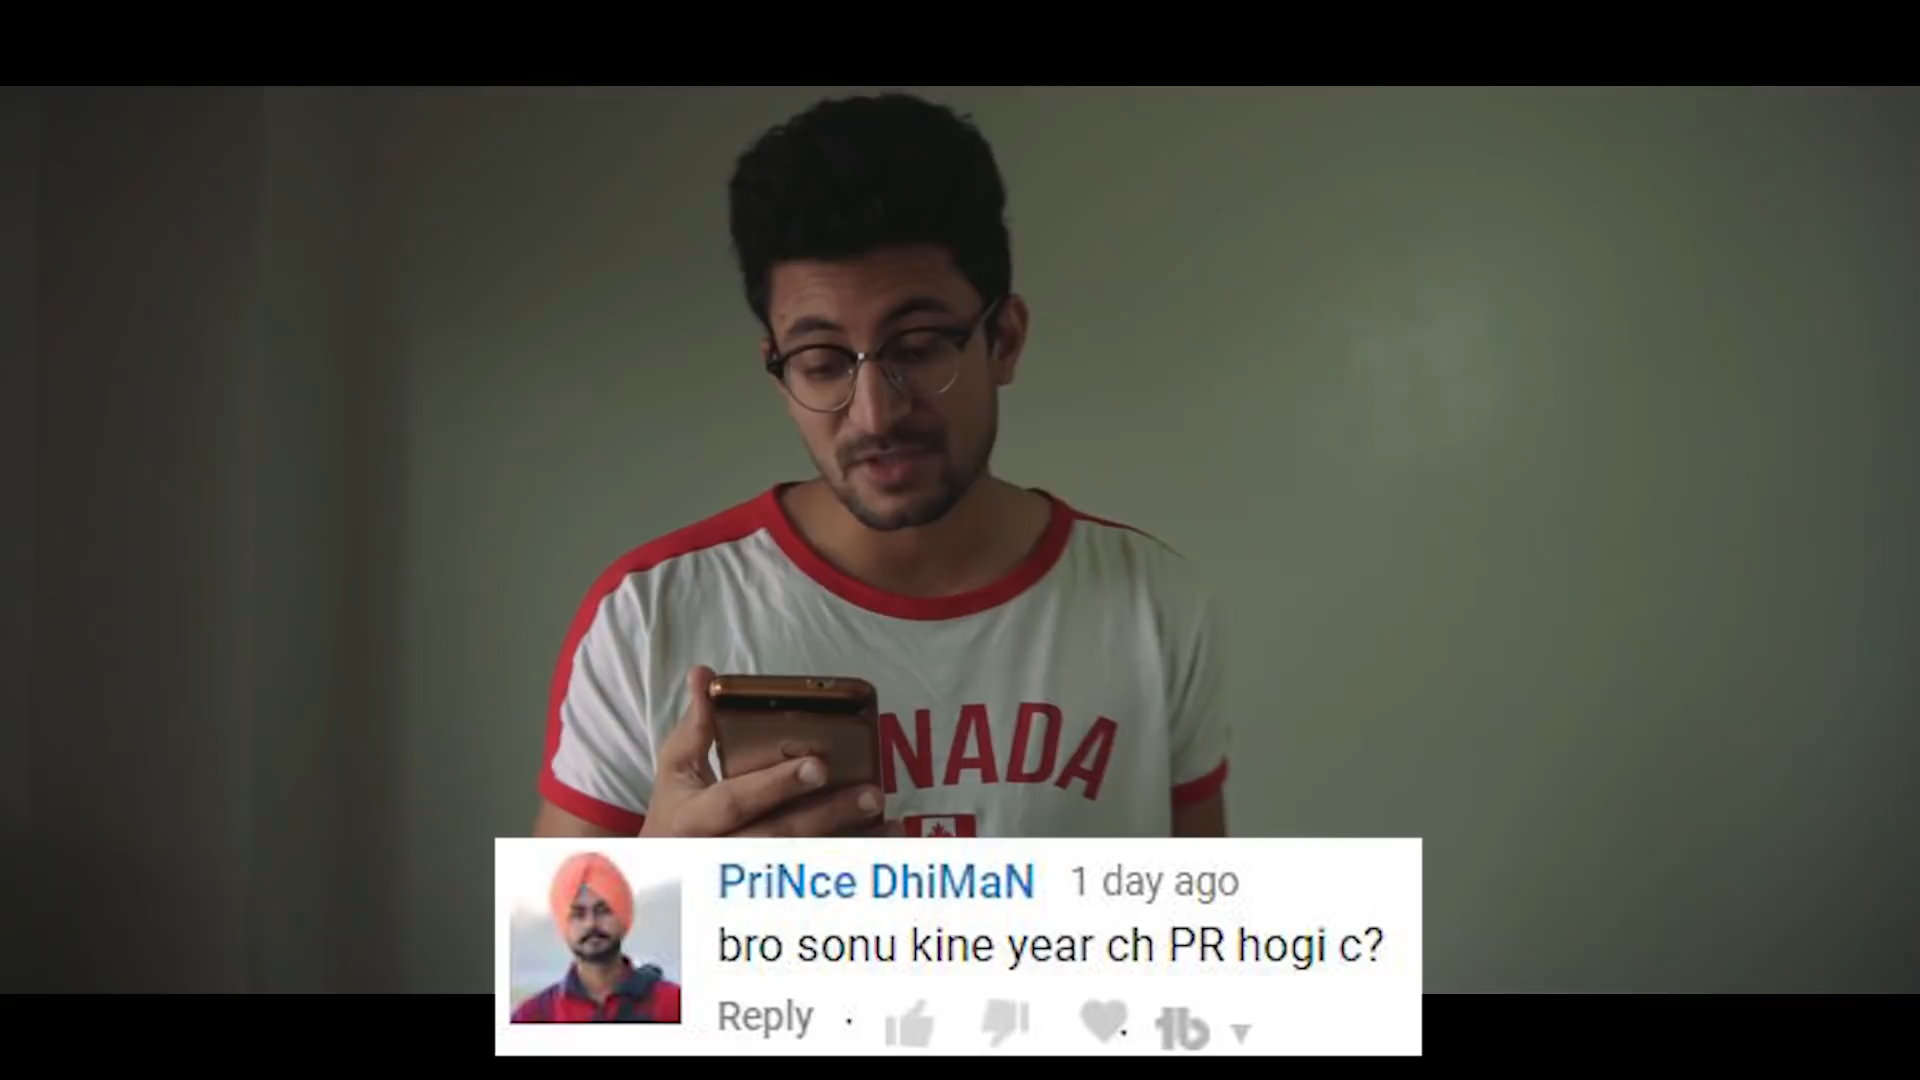 NADA
PriNce DhiMaN 1 day ago
bro sonu kine year ch PR hogi c?
Reply